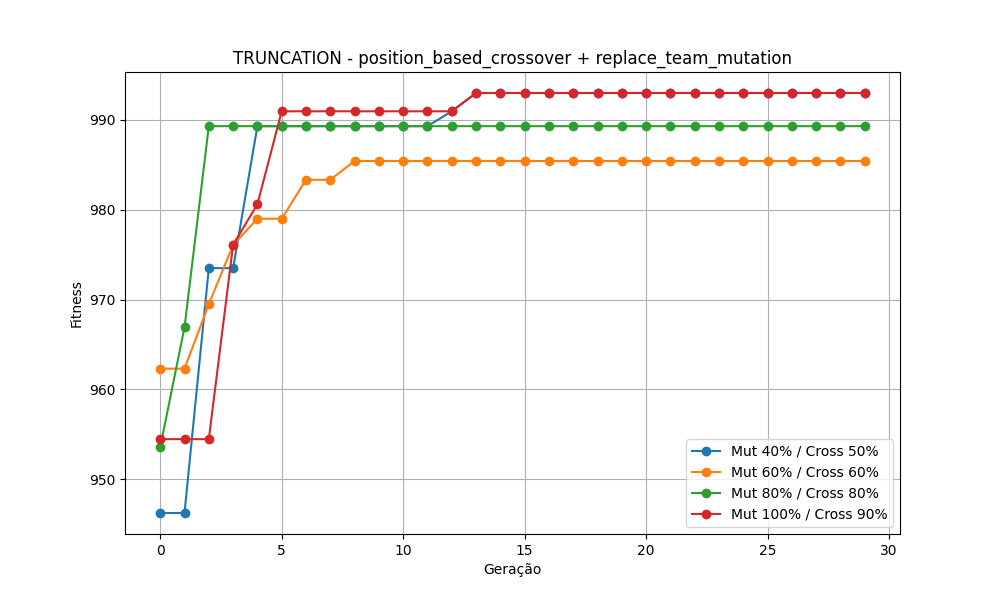 TRUNCATION - position_based_crossover + replace_team_mutation
Fitness
990
980
970
960
950
0
5
10
15
20
25
30
Geração
Mut 40% / Cross 50%
Mut 60% / Cross 60%
Mut 80% / Cross 80%
Mut 100% / Cross 90%